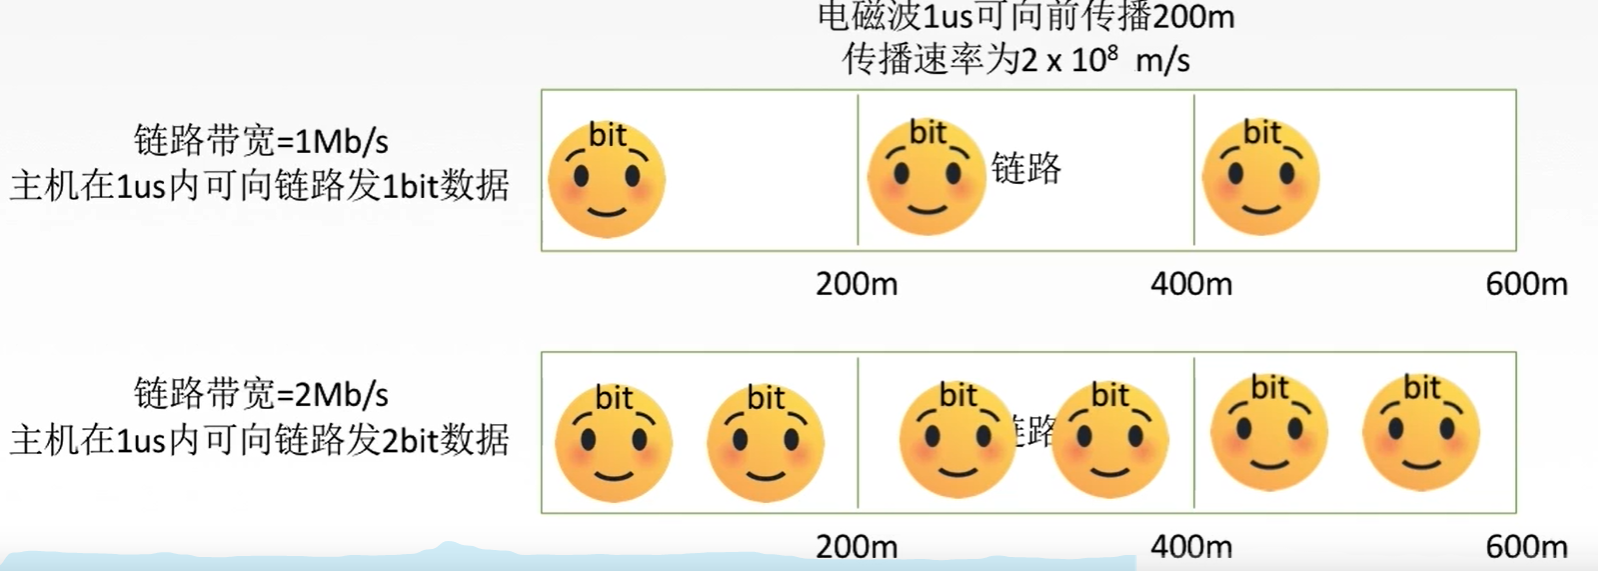 电磁波1us可向前传播200m
传播速率为2 x 10⁸ m/s
链路带宽=1Mb/s
主机在1us内可向链路发1bit数据
bit
bit
链路
bit
200m
400m
600m
链路带宽=2Mb/s
主机在1us内可向链路发2bit数据
bit
bit
bit
路
bit
bit
bit
200m
400m
600m